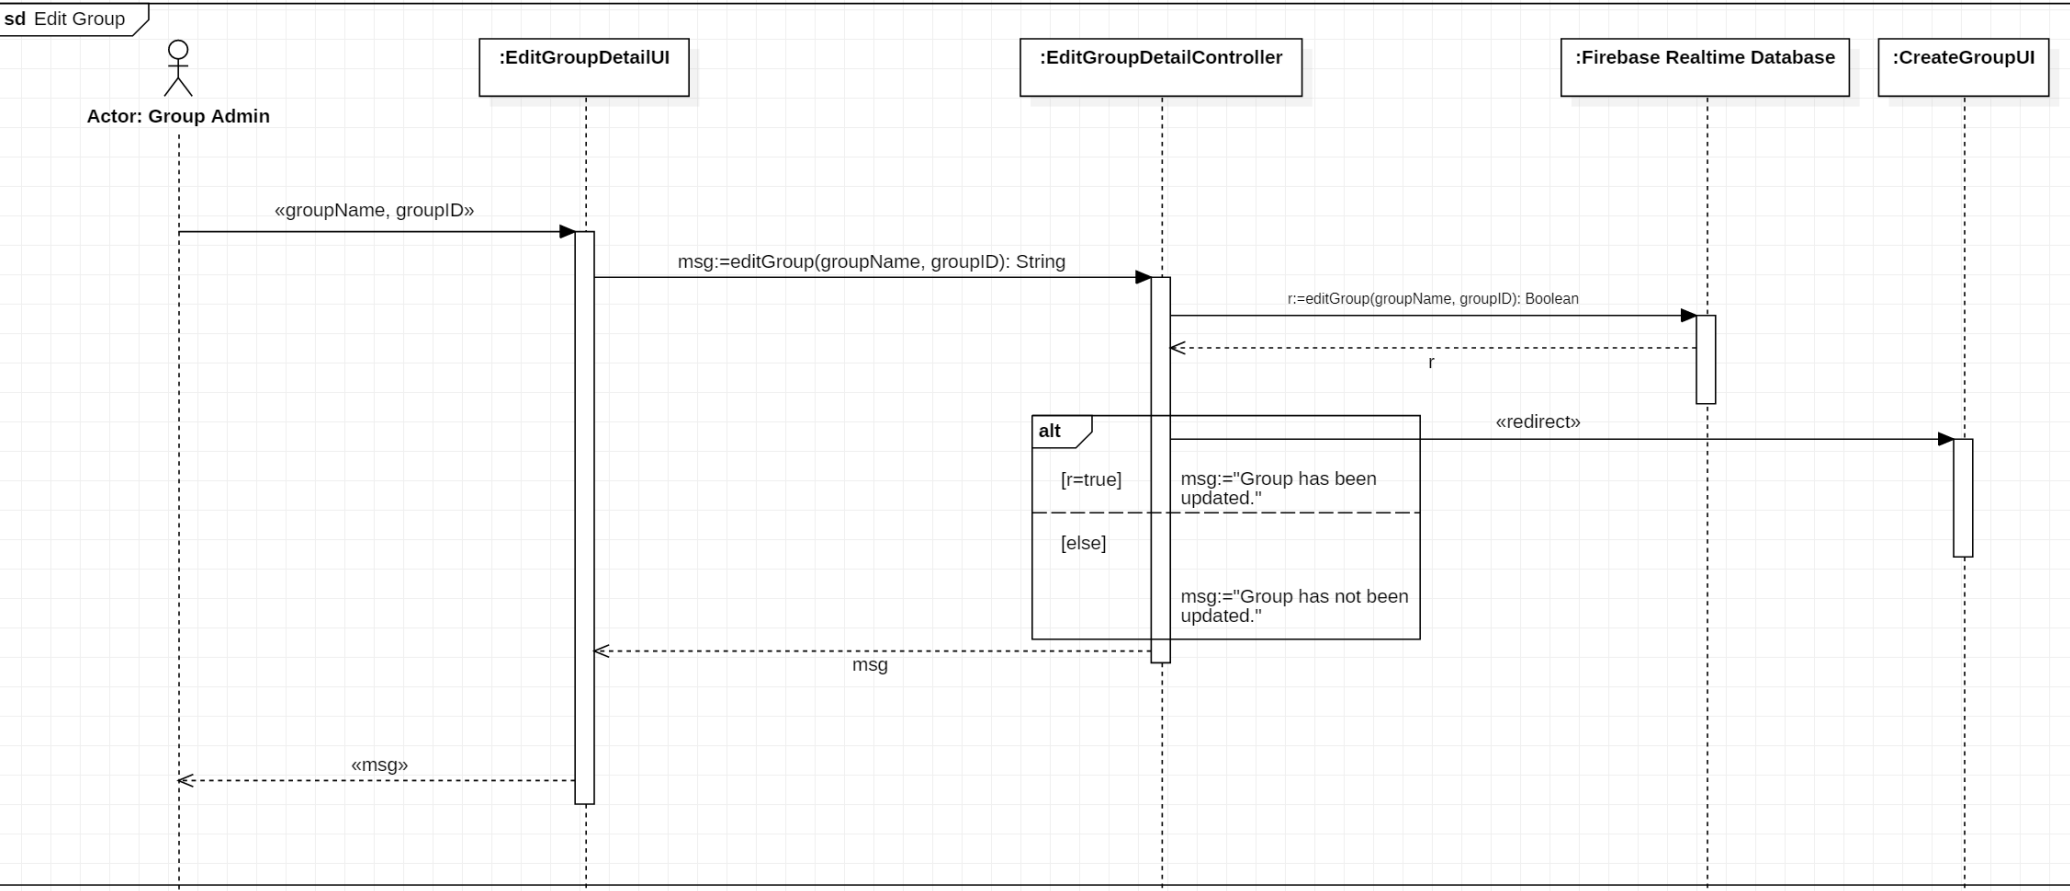 sd Edit Group
:EditGroupDetailUI
:EditGroupDetailController
:Firebase Realtime Database
:CreateGroupUI
Actor: Group Admin
«groupName, groupID»
msg:=editGroup(groupName, groupID): String
r:=editGroup(groupName, groupID): Boolean
r
«redirect»
alt
[r=true]
msg:="Group has been
updated."
[else]
msg:="Group has not been
updated."
msg
«msg»